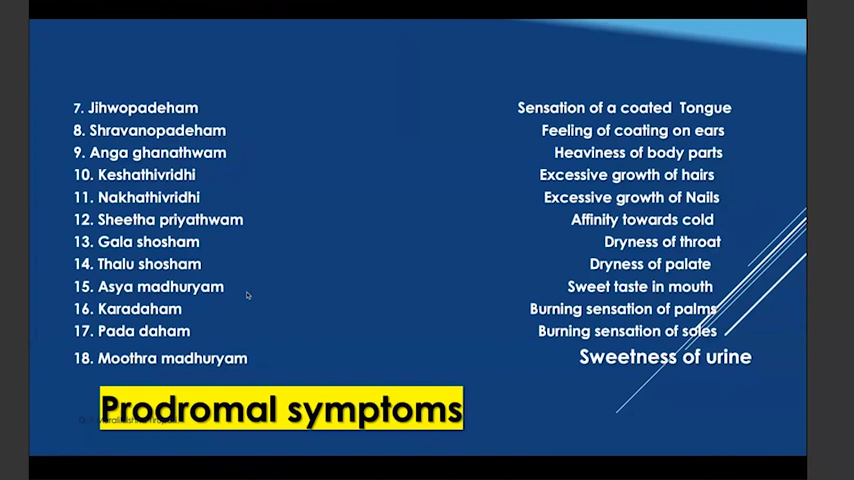 7. Jihwopadeham Sensation of a coated Tongue
8. Shravanopadeham Feeling of coating on ears
9. Anga ghanathwam Heaviness of body parts
10. Keshathivridhi Excessive growth of hairs
11. Nakhathivridhi Excessive growth of Nails
12. Sheetha priyathwam Affinity towards cold
13. Gala shosham Dryness of throat
14. Thalu shosham Dryness of palate
15. Asya madhuryam Sweet taste in mouth
16. Karadaham Burning sensation of palms
17. Pada daham Burning sensation of soles
18. Moothra madhuryam Sweetness of urine
Prodromal symptoms